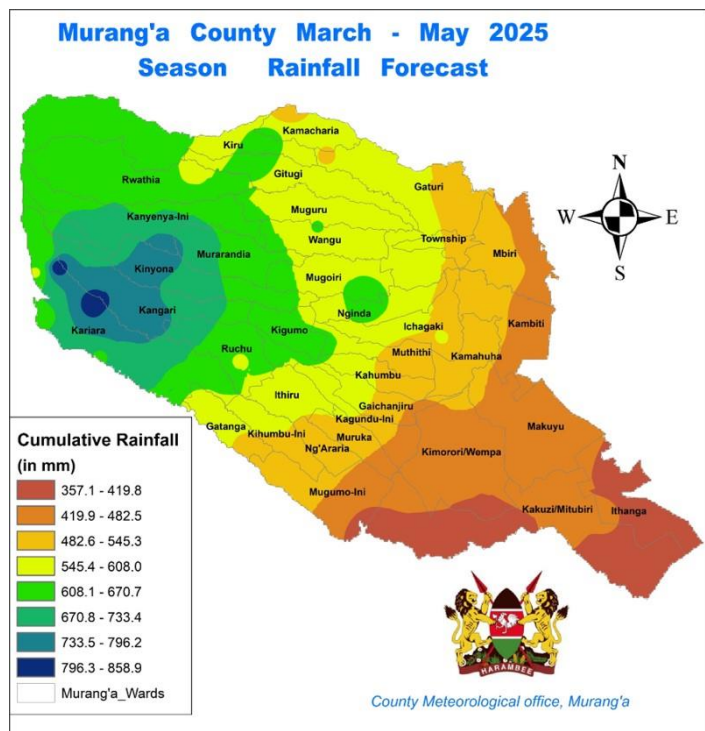 Murang'a County March - May 2025
Season Rainfall Forecast
Kamacharia
Kiru
Gitugi
Rwathia
Gaturi
Kanyenya-Ini
Muguru
Wangu
Township
Murarandia
Mbiri
Kinyona
Mugoiri
Kangari
Nginda
Kambiti
Kariara
Kigumo
Ichagaki
Ruchu
Muthithi
Kamahuha
Kahumbu
Ithiru
Gaichanjiru
Gatanga
Kagundu-Ini
Kihumbu-Ini
Muruka
Makuyu
Ng'Araria
Kimorori/Wempa
Mugumo-Ini
Kakuzi/Mitubiri
Ithanga
N
W
E
S
Cumulative Rainfall
(in mm)
357.1 - 419.8
419.9 - 482.5
482.6 - 545.3
545.4 - 608.0
608.1 - 670.7
670.8 - 733.4
733.5 - 796.2
796.3 - 858.9
Murang'a_Wards
HARAMBEE
County Meteorological office, Murang'a